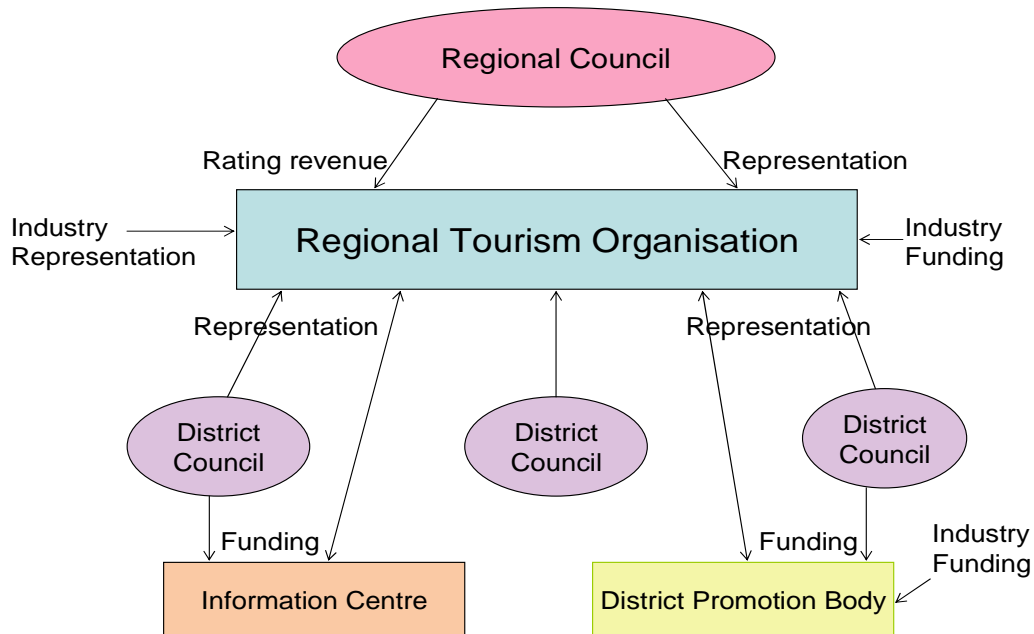 Regional Council
Rating revenue
Representation
Industry
Representation
Regional Tourism Organisation
Industry
Funding
Representation
Representation
District
Council
District
Council
District
Council
Funding
Funding
Industry
Funding
Information Centre
District Promotion Body